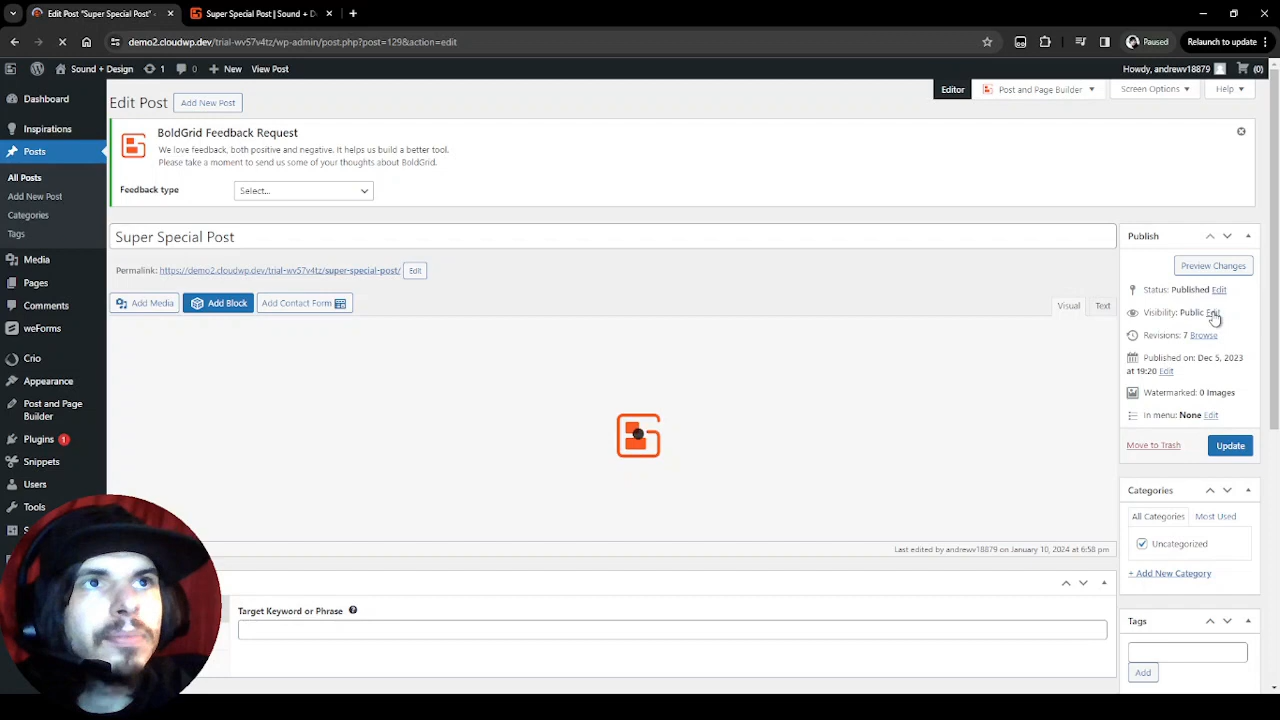 Edit Post "Super Special Post"
Super Special Post | Sound + D
demo2.cloudwp.dev/trial-wv57v4tz/wp-admin/post.php?post=129&action=edit
Paused
Relaunch to update
Sound + Design
1
New
View Post
Howdy, andrewv18879
(0)
Dashboard
Inspirations
Posts
All Posts
Add New Post
Categories
Tags
Media
Pages
Comments
weForms
Crio
Appearance
Post and Page
Builder
Plugins 1
Snippets
Users
Tools
Editor
Post and Page Builder
Screen Options
Help
Edit Post
Add New Post
BoldGrid Feedback Request
We love feedback, both positive and negative. It helps us build a better tool.
Please take a moment to send us some of your thoughts about BoldGrid.
Feedback type
Select...
Super Special Post
Permalink: https://demo2.cloudwp.dev/trial-wv57v4tz/super-special-post/ Edit
Add Media
Add Block
Add Contact Form
Visual
Text
Last edited by andrewv18879 on January 10, 2024 at 6:58 pm
Target Keyword or Phrase
Publish
Preview Changes
Status: Published Edit
Visibility: Public Edit
Revisions: 7 Browse
Published on: Dec 5, 2023
at 19:20 Edit
Watermarked: 0 Images
In menu: None Edit
Move to Trash
Update
Categories
All Categories
Most Used
Uncategorized
+ Add New Category
Tags
Add